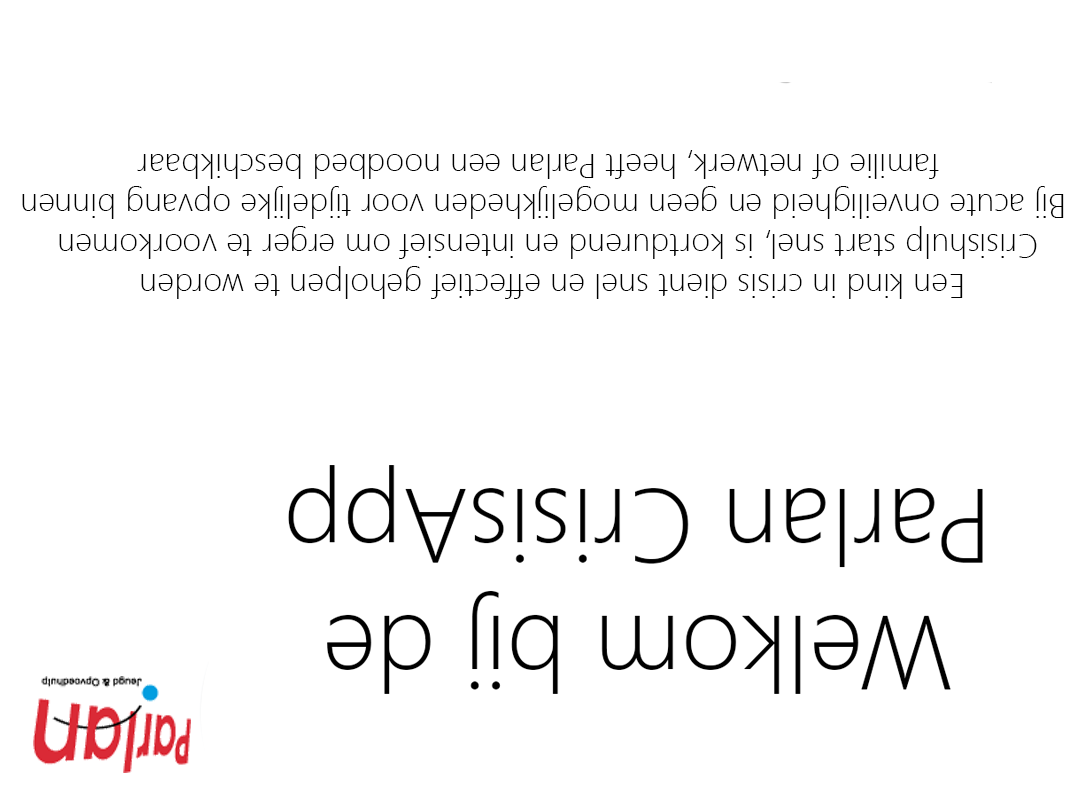 Parlan
Jeugd & Opvoedhulp
Welkom bij de
Parlan CrisisApp
Een kind in crisis dient snel en effectief geholpen te worden
Crisishulp start snel, is kortdurend en intensief om erger te voorkomen
Bij acute onveiligheid en geen mogelijkheden voor tijdelijke opvang binnen
familie of netwerk, heeft Parlan een noodbed beschikbaar